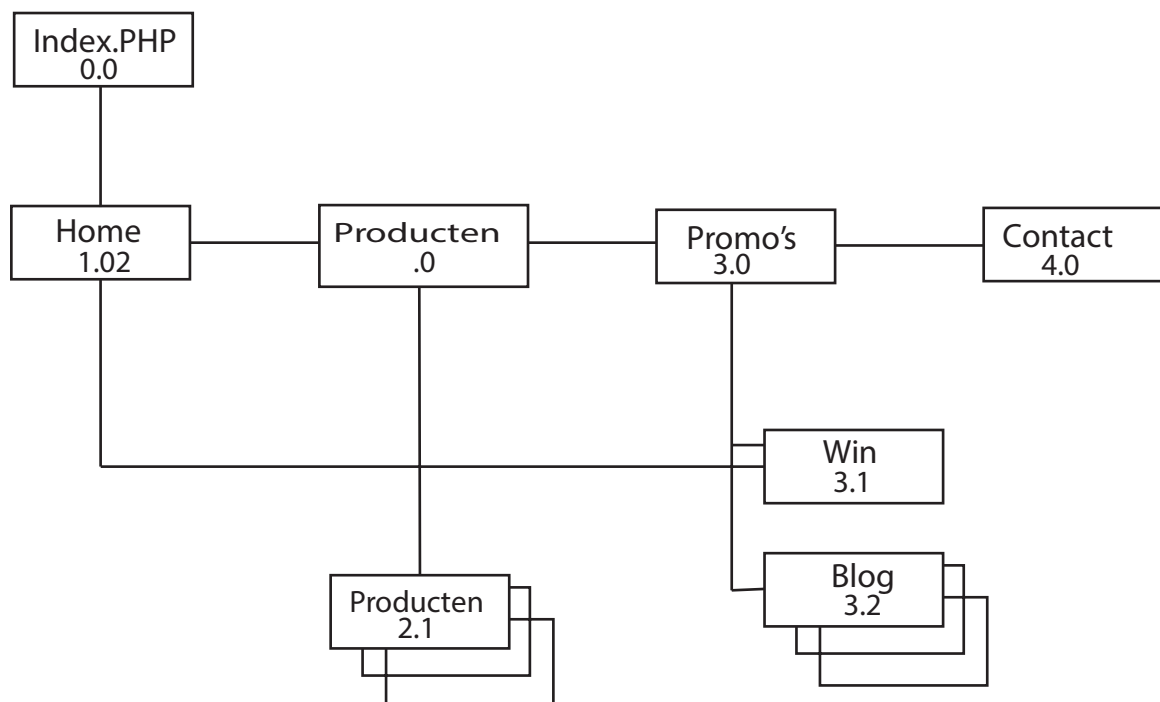 Index.PHP
0.0
Home
1.02
Producten
.0
Promo's
3.0
Contact
4.0
Win
3.1
Blog
3.2
Producten
2.1